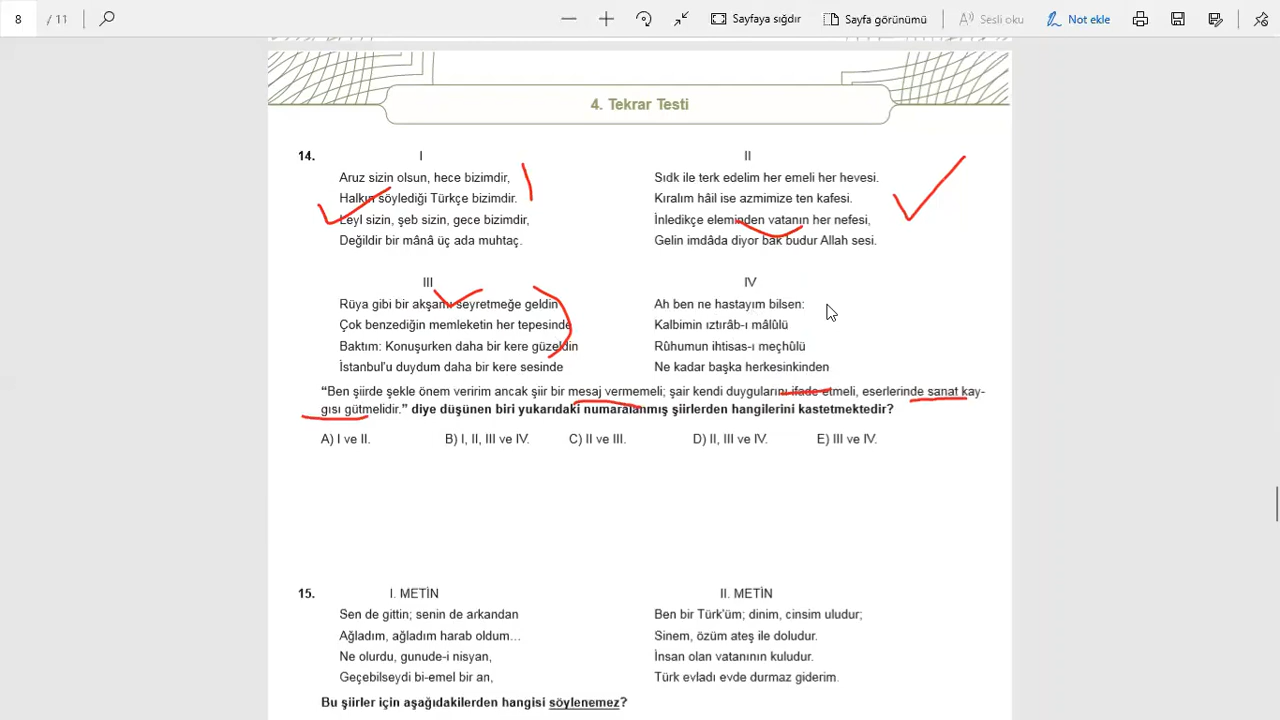 8 / 11 Sayfaya sığdır Sayfa görünümü Sesli oku Not ekle
4. Tekrar Testi
14.
I
Aruz sizin olsun, hece bizimdir,
Halkın söylediği Türkçe bizimdir.
Leyl sizin, şeb sizin, gece bizimdir,
Değildir bir mânâ üç ada muhtaç.
II
Sıdk ile terk edelim her emeli her hevesi.
Kıralım hâil ise azmimize ten kafesi.
İnledikçe eleminden vatanın her nefesi,
Gelin imdâda diyor bak budur Allah sesi.
III
Rüya gibi bir akşamı seyretmeğe geldin
Çok benzediğin memleketin her tepesinde
Baktım: Konuşurken daha bir kere güzeldin
İstanbul'u duydum daha bir kere sesinde
IV
Ah ben ne hastayım bilsen:
Kalbimin ıztırâb-ı mâlûlü
Rûhumun ihtisas-ı meçhûlü
Ne kadar başka herkesinkinden
“Ben şiirde şekle önem veririm ancak şiir bir mesaj vermemeli; şair kendi duygularını ifade etmeli, eserlerinde sanat kay-
gısı gütmelidir.” diye düşünen biri yukarıdaki numaralanmış şiirlerden hangilerini kastetmektedir?
A) I ve II. B) I, II, III ve IV. C) II ve III. D) II, III ve IV. E) III ve IV.
15.
I. METİN
Sen de gittin; senin de arkandan
Ağladım, ağladım harab oldum...
Ne olurdu, gunude-i nisyan,
Geçebilseydi bi-emel bir an,
II. METİN
Ben bir Türk'üm; dinim, cinsim uludur;
Sinem, özüm ateş ile doludur.
İnsan olan vatanının kuludur.
Türk evladı evde durmaz giderim.
Bu şiirler için aşağıdakilerden hangisi söylenemez?